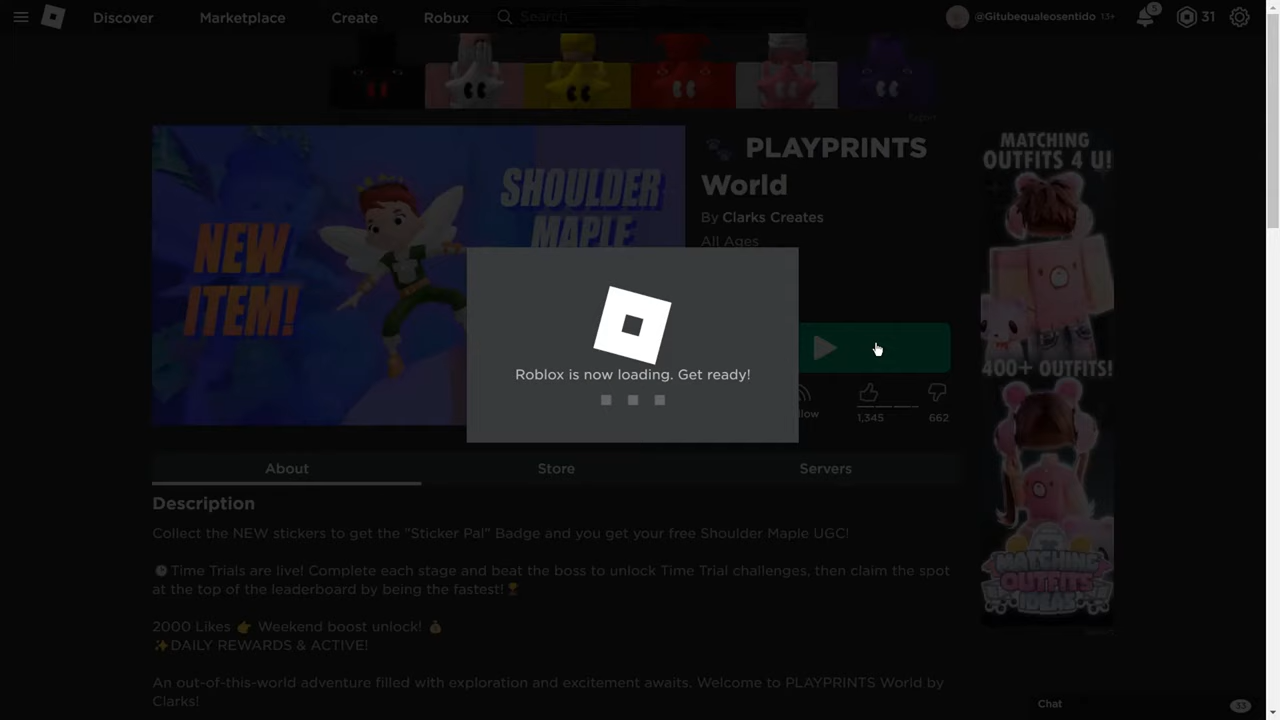 Discover Marketplace Create Robux Search @Gitubequaleosentido 13+ 5 31
Report
NEW
ITEM!
SHOULDER
MAPLE
🐾 PLAYPRINTS
World
By Clarks Creates
All Ages
MATCHING
OUTFITS 4 U!
400+ OUTFITS!
MATCHING
OUTFITS
IDEAS
Roblox is now loading. Get ready!
llow 1,345 662
About Store Servers
Description
Collect the NEW stickers to get the "Sticker Pal" Badge and you get your free Shoulder Maple UGC!
🕒Time Trials are live! Complete each stage and beat the boss to unlock Time Trial challenges, then claim the spot
at the top of the leaderboard by being the fastest!🏆
2000 Likes 👉 Weekend boost unlock! 💰
✨DAILY REWARDS & ACTIVE!
An out-of-this-world adventure filled with exploration and excitement awaits. Welcome to PLAYPRINTS World by
Clarks!
Chat 33